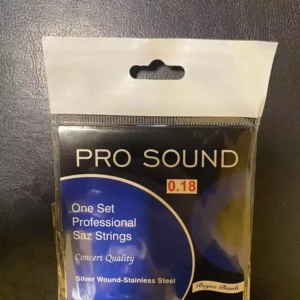 PRO SOUND
0.18
One Set
Professional
Saz Strings
Concert Quality
Silver Wound-Stainless Steel